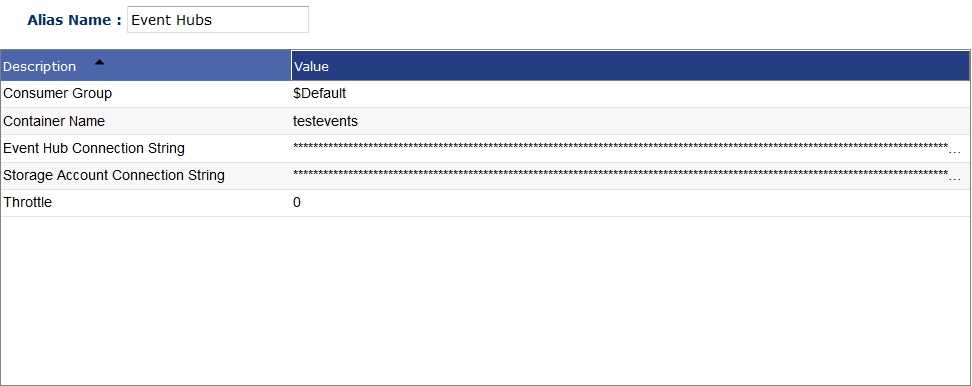 Alias Name : Event Hubs
Description Value
Consumer Group $Default
Container Name testevents
Event Hub Connection String
Storage Account Connection String
Throttle 0